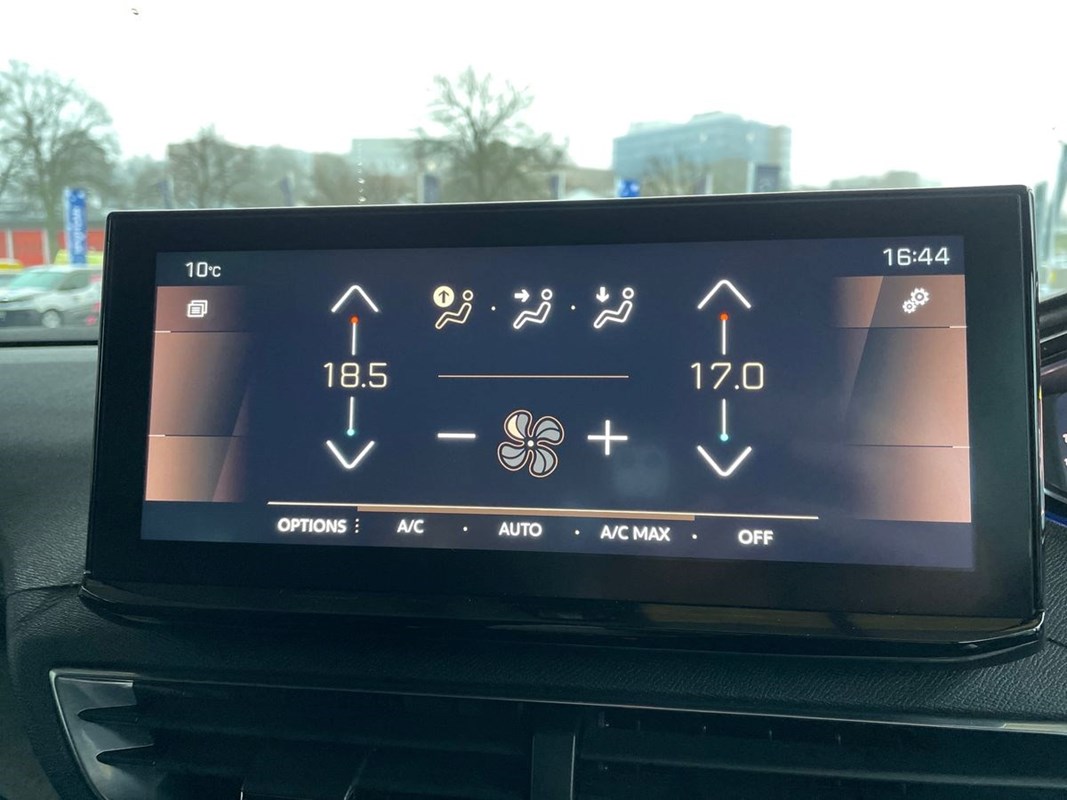 10°C
16:44
18.5
17.0
OPTIONS A/C · AUTO · A/C MAX · OFF